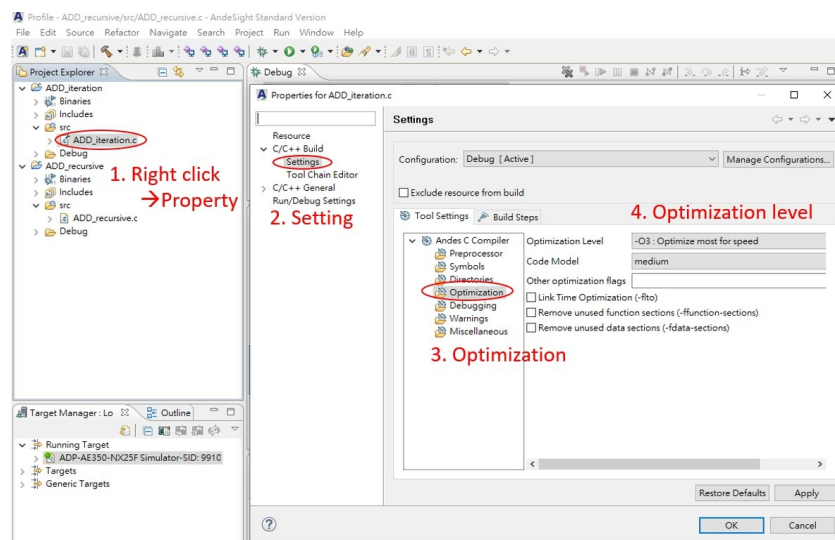 Profile - ADD_recursive/src/ADD_recursive.c - AndeSight Standard Version
File Edit Source Refactor Navigate Search Project Run Window Help
Project Explorer
ADD_iteration
Binaries
Includes
src
ADD_iteration.c
Debug
ADD_recursive
Binaries
Includes
src
ADD_recursive.c
Debug
1. Right click
→Property
Target Manager : Lo
Outline
Running Target
ADP-AE350-NX25F Simulator-SID: 9910
Targets
Generic Targets
Debug
Properties for ADD_iteration.c
Resource
C/C++ Build
Settings
Tool Chain Editor
C/C++ General
Run/Debug Settings
2. Setting
Settings
Configuration: Debug [Active]
Manage Configurations...
Exclude resource from build
Tool Settings Build Steps
4. Optimization level
Andes C Compiler
Preprocessor
Symbols
Directories
Optimization
Debugging
Warnings
Miscellaneous
3. Optimization
Optimization Level -O3 : Optimize most for speed
Code Model medium
Other optimization flags
Link Time Optimization (-flto)
Remove unused function sections (-ffunction-sections)
Remove unused data sections (-fdata-sections)
Restore Defaults Apply
OK Cancel